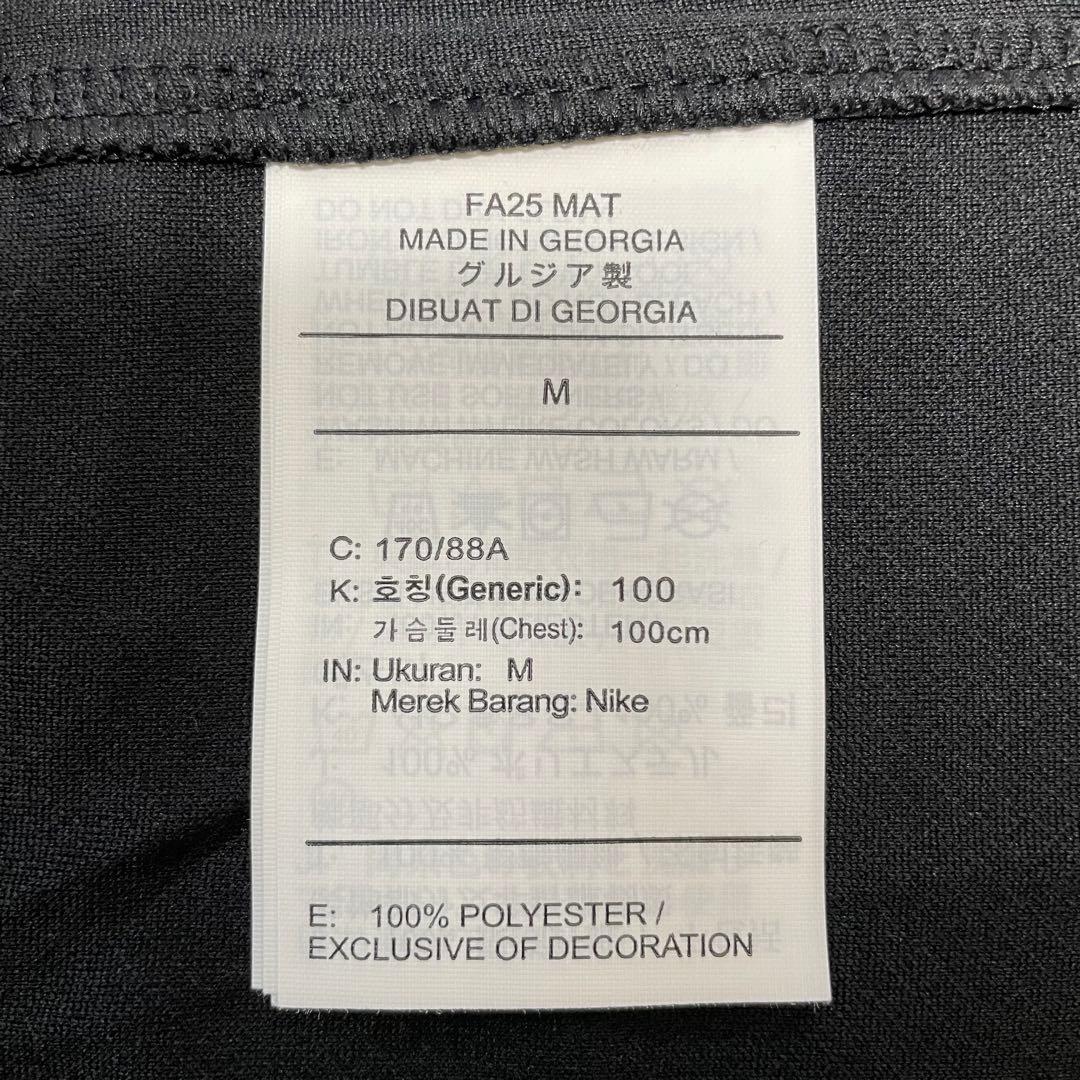 FA25 MAT
MADE IN GEORGIA
グルジア製
DIBUAT DI GEORGIA
M
C: 170/88A
K: 호칭(Generic): 100
가슴둘레(Chest): 100cm
IN: Ukuran: M
Merek Barang: Nike
E: 100% POLYESTER /
EXCLUSIVE OF DECORATION